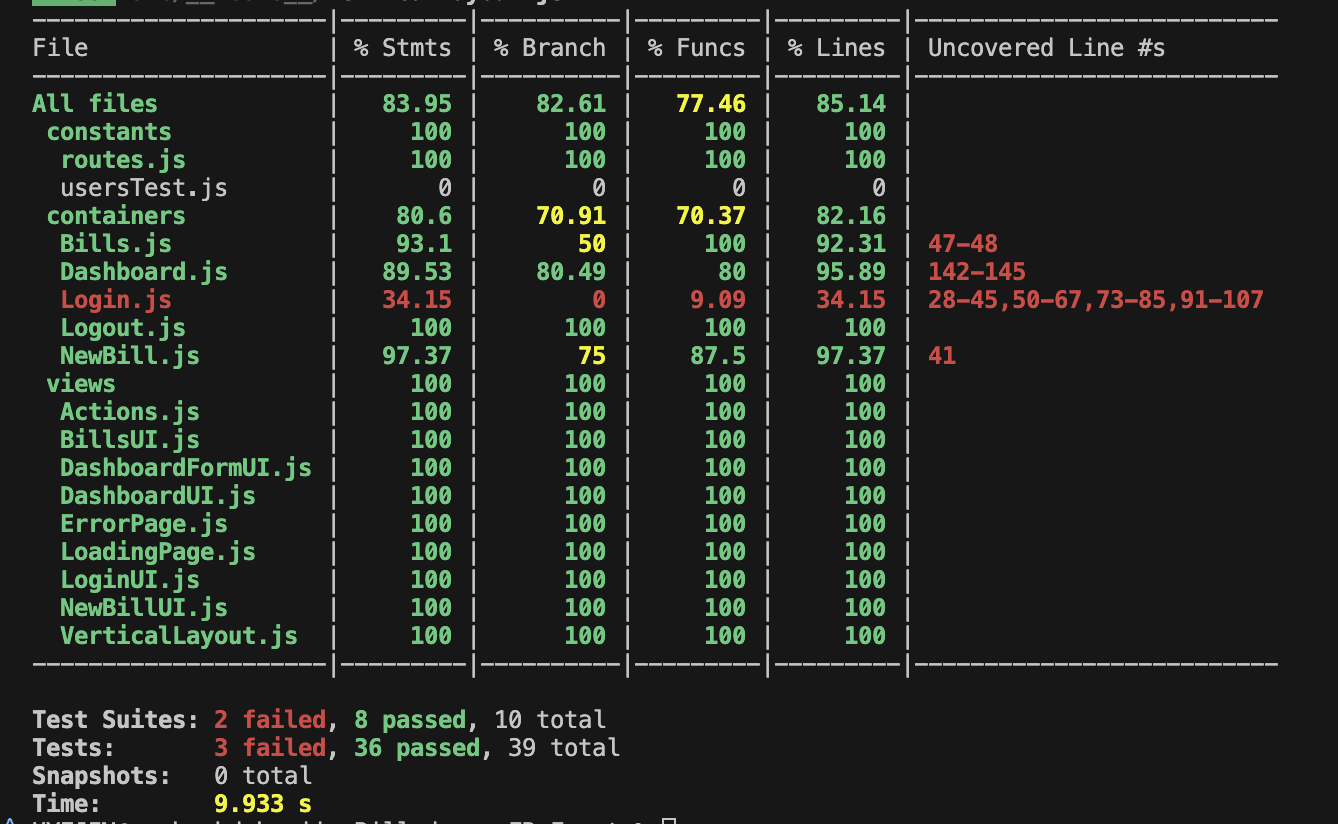 File | % Stmts | % Branch | % Funcs | % Lines | Uncovered Line #s
All files | 83.95 | 82.61 | 77.46 | 85.14 |
constants | 100 | 100 | 100 | 100 |
routes.js | 100 | 100 | 100 | 100 |
usersTest.js | 0 | 0 | 0 | 0 |
containers | 80.6 | 70.91 | 70.37 | 82.16 |
Bills.js | 93.1 | 50 | 100 | 92.31 | 47-48
Dashboard.js | 89.53 | 80.49 | 80 | 95.89 | 142-145
Login.js | 34.15 | 0 | 9.09 | 34.15 | 28-45,50-67,73-85,91-107
Logout.js | 100 | 100 | 100 | 100 |
NewBill.js | 97.37 | 75 | 87.5 | 97.37 | 41
views | 100 | 100 | 100 | 100 |
Actions.js | 100 | 100 | 100 | 100 |
BillsUI.js | 100 | 100 | 100 | 100 |
DashboardFormUI.js | 100 | 100 | 100 | 100 |
DashboardUI.js | 100 | 100 | 100 | 100 |
ErrorPage.js | 100 | 100 | 100 | 100 |
LoadingPage.js | 100 | 100 | 100 | 100 |
LoginUI.js | 100 | 100 | 100 | 100 |
NewBillUI.js | 100 | 100 | 100 | 100 |
VerticalLayout.js | 100 | 100 | 100 | 100 |
Test Suites: 2 failed, 8 passed, 10 total
Tests: 3 failed, 36 passed, 39 total
Snapshots: 0 total
Time: 9.933 s